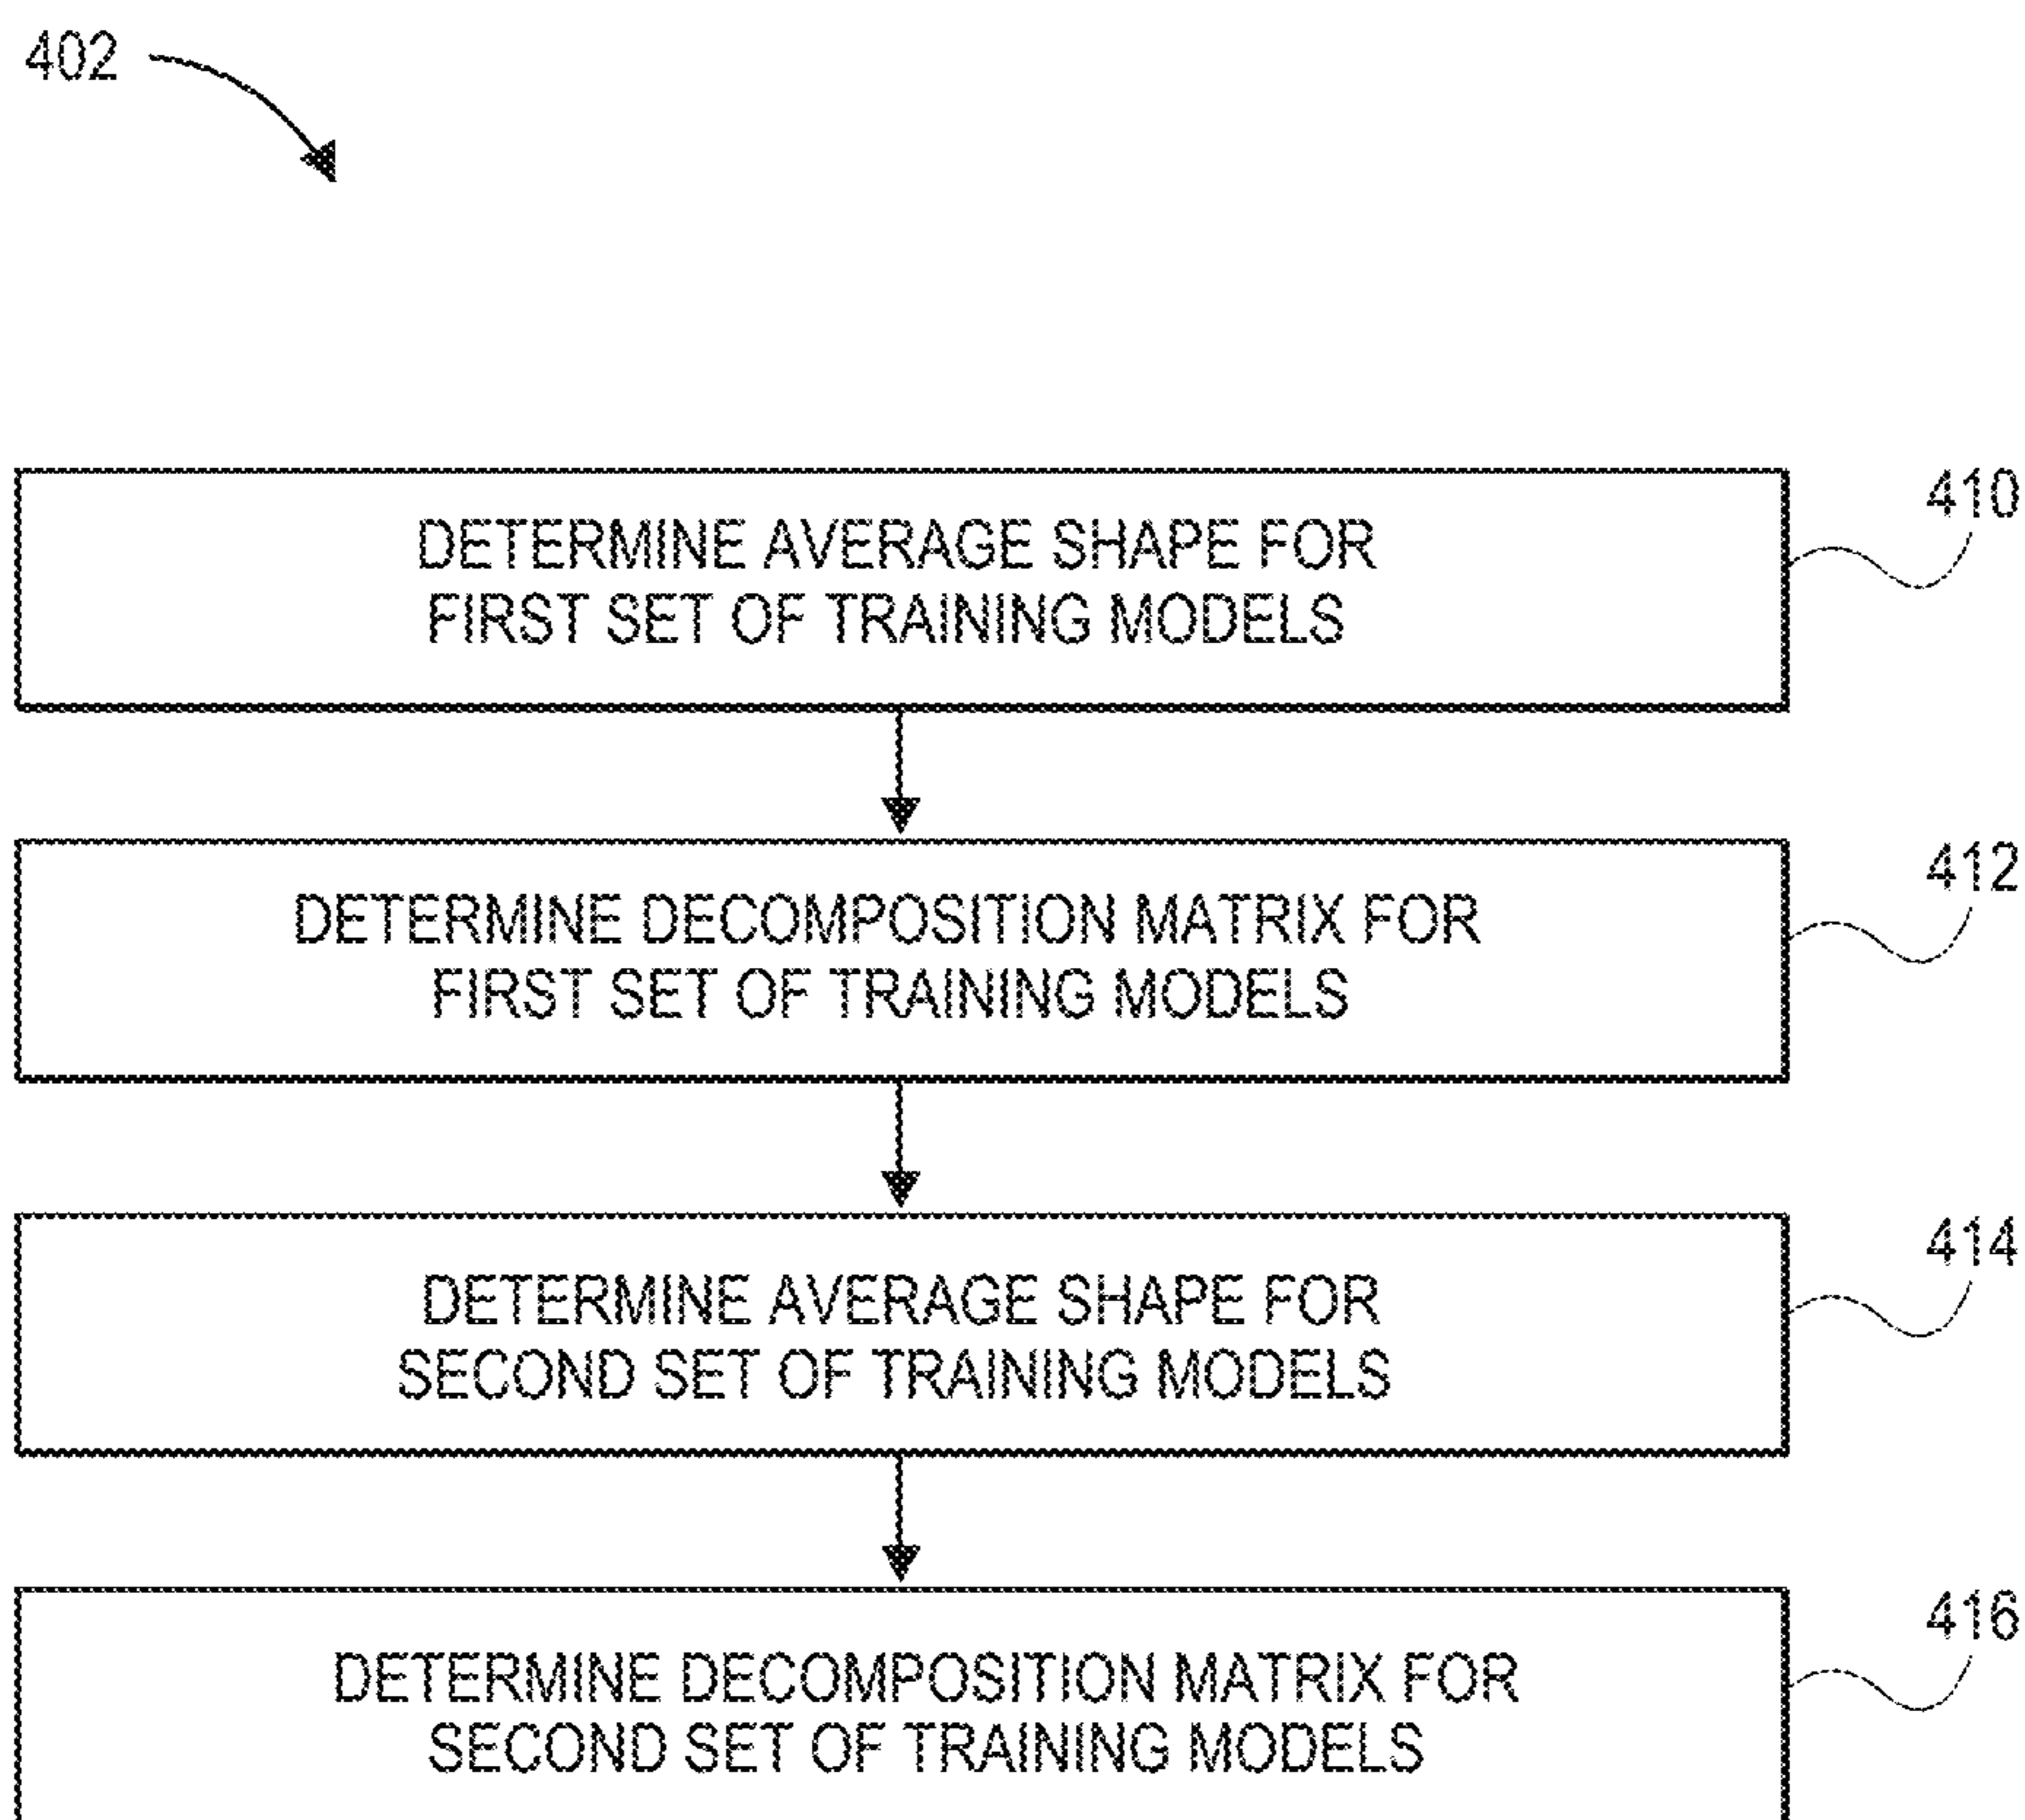 402
DETERMINE AVERAGE SHAPE FOR
FIRST SET OF TRAINING MODELS
410
DETERMINE DECOMPOSITION MATRIX FOR
FIRST SET OF TRAINING MODELS
412
DETERMINE AVERAGE SHAPE FOR
SECOND SET OF TRAINING MODELS
414
DETERMINE DECOMPOSITION MATRIX FOR
SECOND SET OF TRAINING MODELS
416